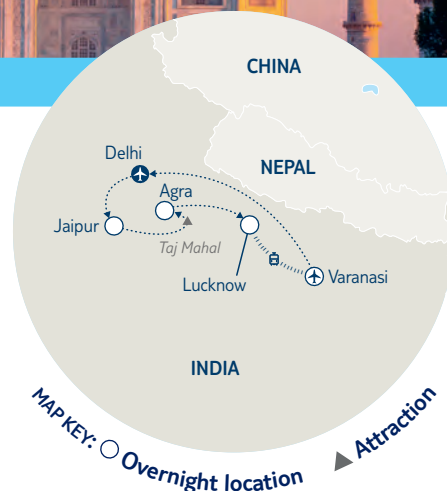 CHINA
Delhi
NEPAL
Agra
Jaipur
Taj Mahal
Lucknow
Varanasi
INDIA
MAP KEY: Overnight location Attraction